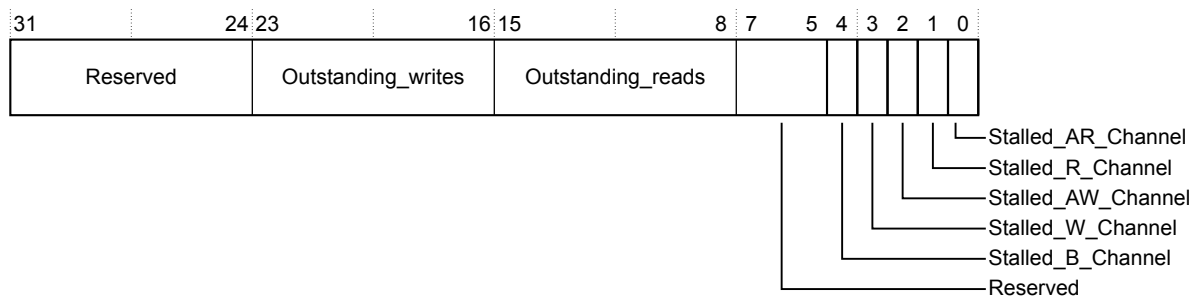 31 24 23 16 15 8 7 5 4 3 2 1 0
Reserved Outstanding_writes Outstanding_reads
Stalled_AR_Channel
Stalled_R_Channel
Stalled_AW_Channel
Stalled_W_Channel
Stalled_B_Channel
Reserved